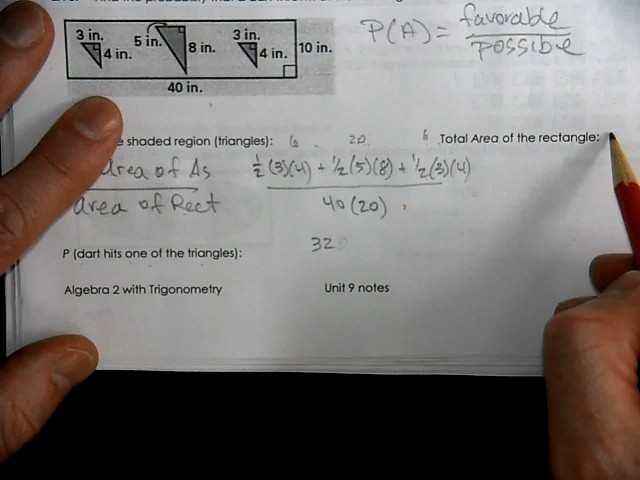 3 in.
4 in.
5 in.
8 in.
3 in.
4 in.
10 in.
40 in.
P(A) = favorable
possible
shaded region (triangles):
6 20 6
Total Area of the rectangle:
area of Δs
½(3)(4) + ½(5)(8) + ½(3)(4)
area of Rect
40(20)
32
P (dart hits one of the triangles):
Algebra 2 with Trigonometry
Unit 9 notes